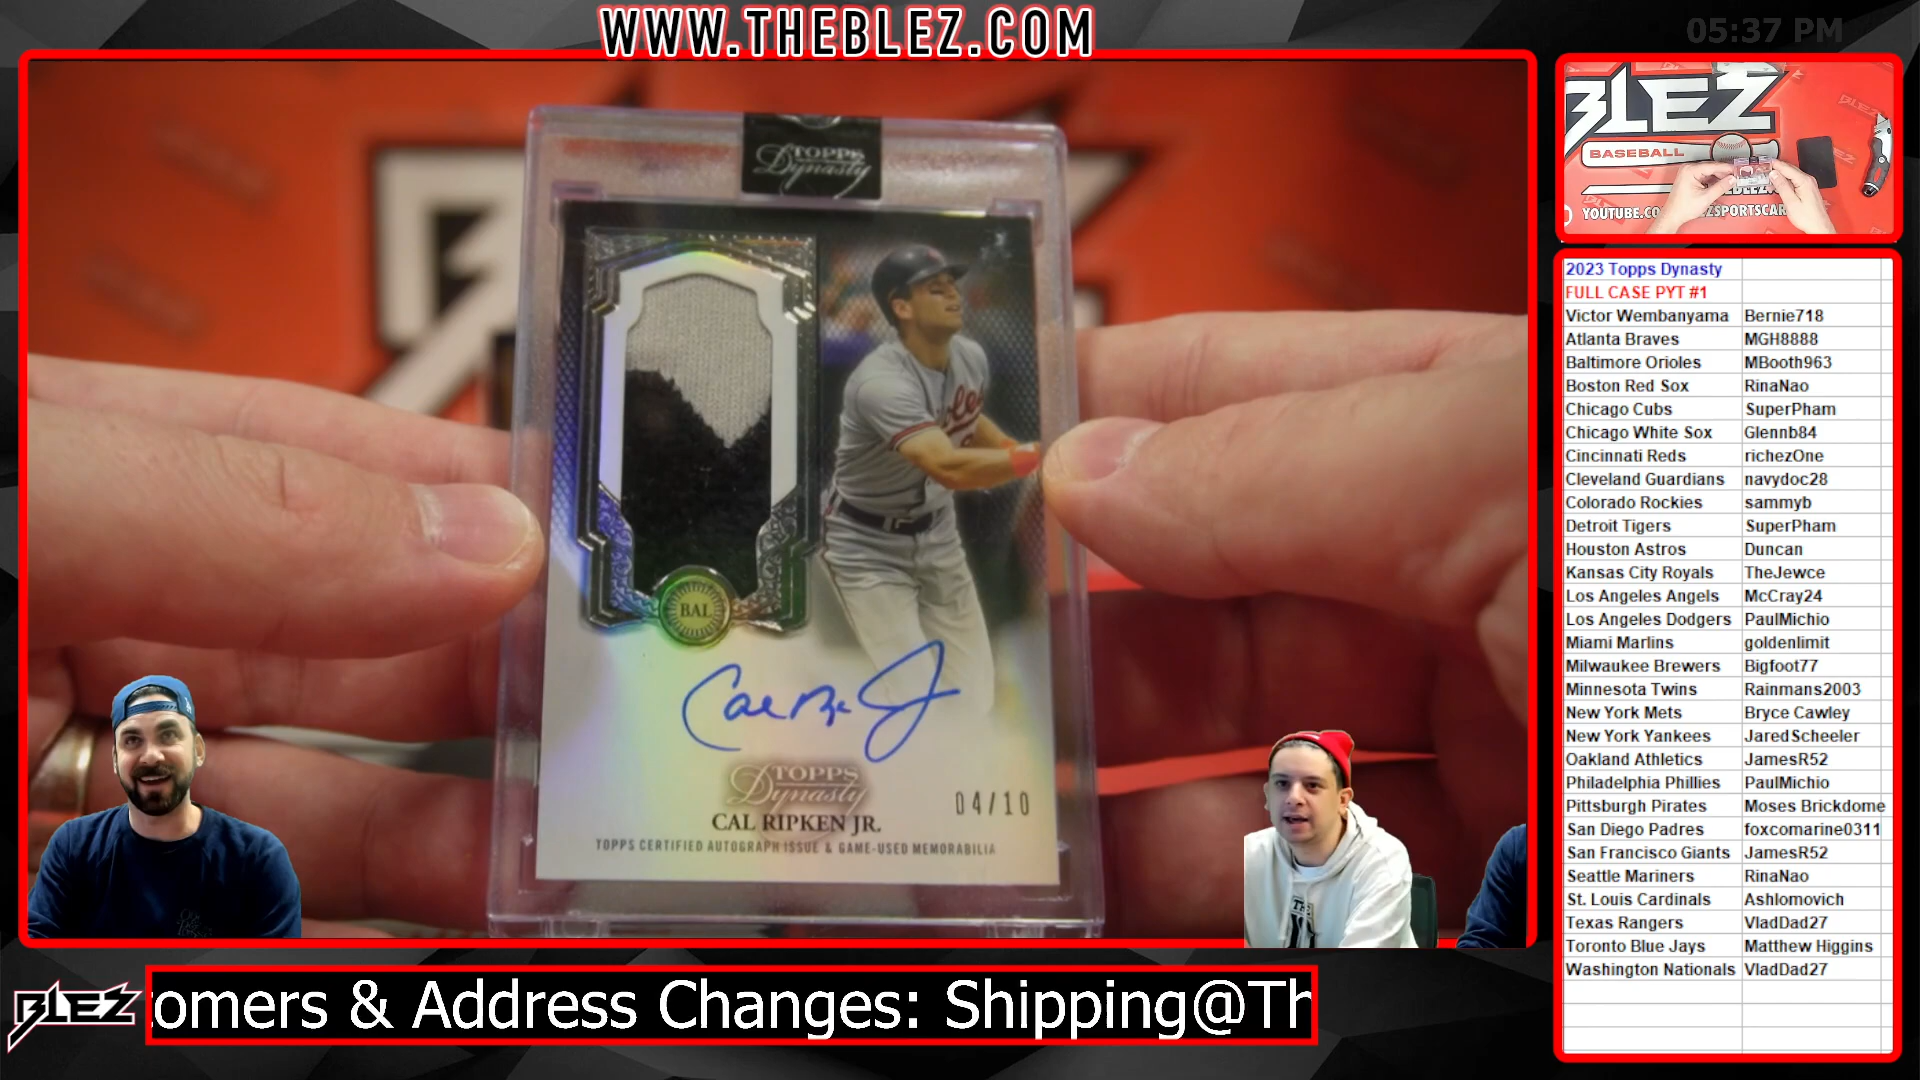 WWW.THEBLEZ.COM
05:37 PM
TOPPS
Dynasty
BAL
TOPPS
Dynasty
04/10
CAL RIPKEN JR.
TOPPS CERTIFIED AUTOGRAPH ISSUE & GAME-USED MEMORABILIA
BLEZ
BASEBALL
2023 Topps Dynasty
FULL CASE PYT #1
Victor Wembanyama Bernie718
Atlanta Braves MGH8888
Baltimore Orioles MBooth963
Boston Red Sox RinaNao
Chicago Cubs SuperPham
Chicago White Sox Glennb84
Cincinnati Reds richezOne
Cleveland Guardians navydoc28
Colorado Rockies sammyb
Detroit Tigers SuperPham
Houston Astros Duncan
Kansas City Royals TheJewce
Los Angeles Angels McCray24
Los Angeles Dodgers PaulMichio
Miami Marlins goldenlimit
Milwaukee Brewers Bigfoot77
Minnesota Twins Rainmans2003
New York Mets Bryce Cawley
New York Yankees JaredScheeler
Oakland Athletics JamesR52
Philadelphia Phillies PaulMichio
Pittsburgh Pirates Moses Brickdome
San Diego Padres foxcomarine0311
San Francisco Giants JamesR52
Seattle Mariners RinaNao
St. Louis Cardinals Ashlomovich
Texas Rangers VladDad27
Toronto Blue Jays Matthew Higgins
Washington Nationals VladDad27
BLEZ
omers & Address Changes: Shipping@Th